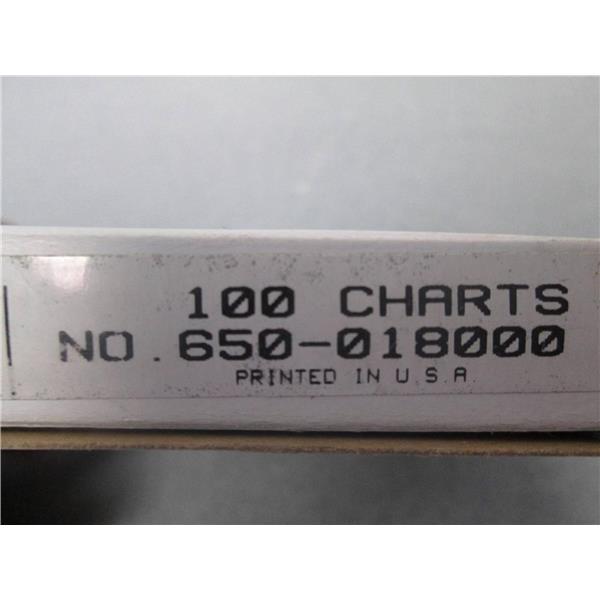 100 CHARTS
NO. 650-018000
PRINTED IN U.S.A.